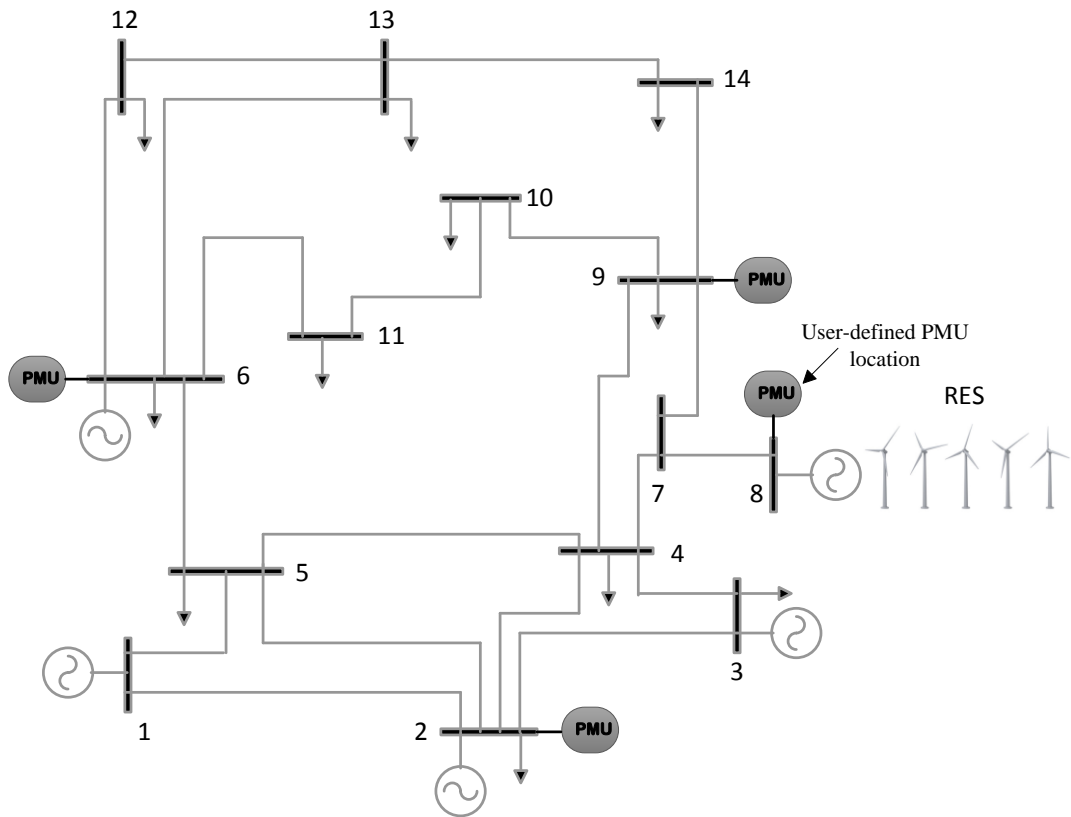 12
13
14
10
9
PMU
User-defined PMU
location
11
PMU
6
PMU
RES
7
8
5
4
3
1
2
PMU